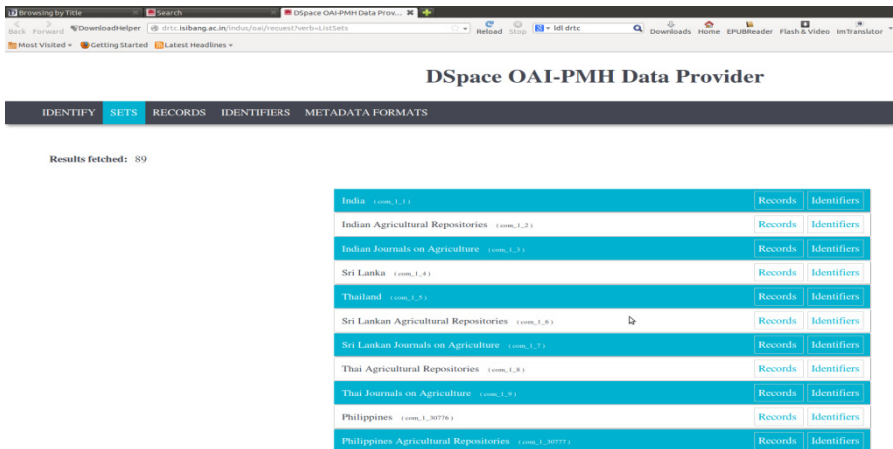 Browsing by Title
Search
DSpace OAI-PMH Data Prov...
Back Forward DownloadHelper drtc.isibang.ac.in/indus/oai/request?verb=ListSets Reload Stop ldl drtc Downloads Home EPUBReader Flash & Video ImTranslator
Most Visited Getting Started Latest Headlines
DSpace OAI-PMH Data Provider
IDENTIFY SETS RECORDS IDENTIFIERS METADATA FORMATS
Results fetched: 89
India (com_1_1) Records Identifiers
Indian Agricultural Repositories (com_1_2) Records Identifiers
Indian Journals on Agriculture (com_1_3) Records Identifiers
Sri Lanka (com_1_4) Records Identifiers
Thailand (com_1_5) Records Identifiers
Sri Lankan Agricultural Repositories (com_1_6) Records Identifiers
Sri Lankan Journals on Agriculture (com_1_7) Records Identifiers
Thai Agricultural Repositories (com_1_8) Records Identifiers
Thai Journals on Agriculture (com_1_9) Records Identifiers
Philippines (com_1_30776) Records Identifiers
Philippines Agricultural Repositories (com_1_30777) Records Identifiers